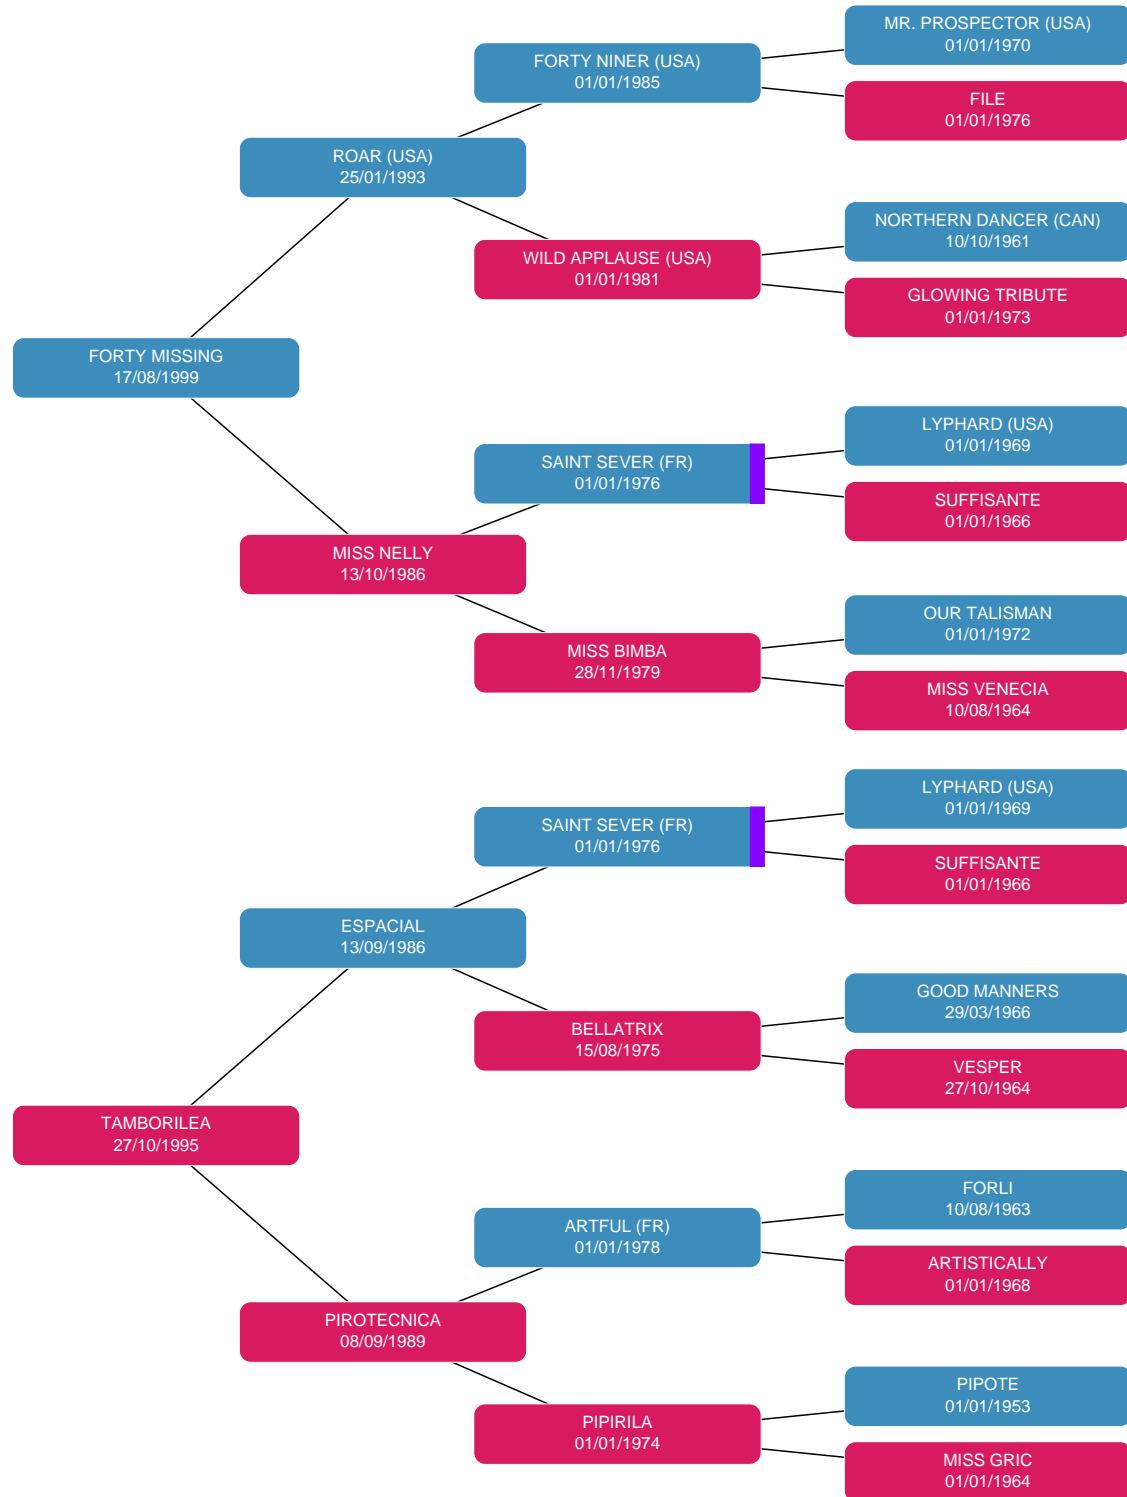 MR. PROSPECTOR (USA)
01/01/1970
FORTY NINER (USA)
01/01/1985
FILE
01/01/1976
ROAR (USA)
25/01/1993
NORTHERN DANCER (CAN)
10/10/1961
WILD APPLAUSE (USA)
01/01/1981
GLOWING TRIBUTE
01/01/1973
FORTY MISSING
17/08/1999
LYPHARD (USA)
01/01/1969
SAINT SEVER (FR)
01/01/1976
SUFFISANTE
01/01/1966
MISS NELLY
13/10/1986
OUR TALISMAN
01/01/1972
MISS BIMBA
28/11/1979
MISS VENECIA
10/08/1964
LYPHARD (USA)
01/01/1969
SAINT SEVER (FR)
01/01/1976
SUFFISANTE
01/01/1966
ESPACIAL
13/09/1986
GOOD MANNERS
29/03/1966
BELLATRIX
15/08/1975
VESPER
27/10/1964
TAMBORILEA
27/10/1995
FORLI
10/08/1963
ARTFUL (FR)
01/01/1978
ARTISTICALLY
01/01/1968
PIROTECNICA
08/09/1989
PIPOTE
01/01/1953
PIPIRILA
01/01/1974
MISS GRIC
01/01/1964